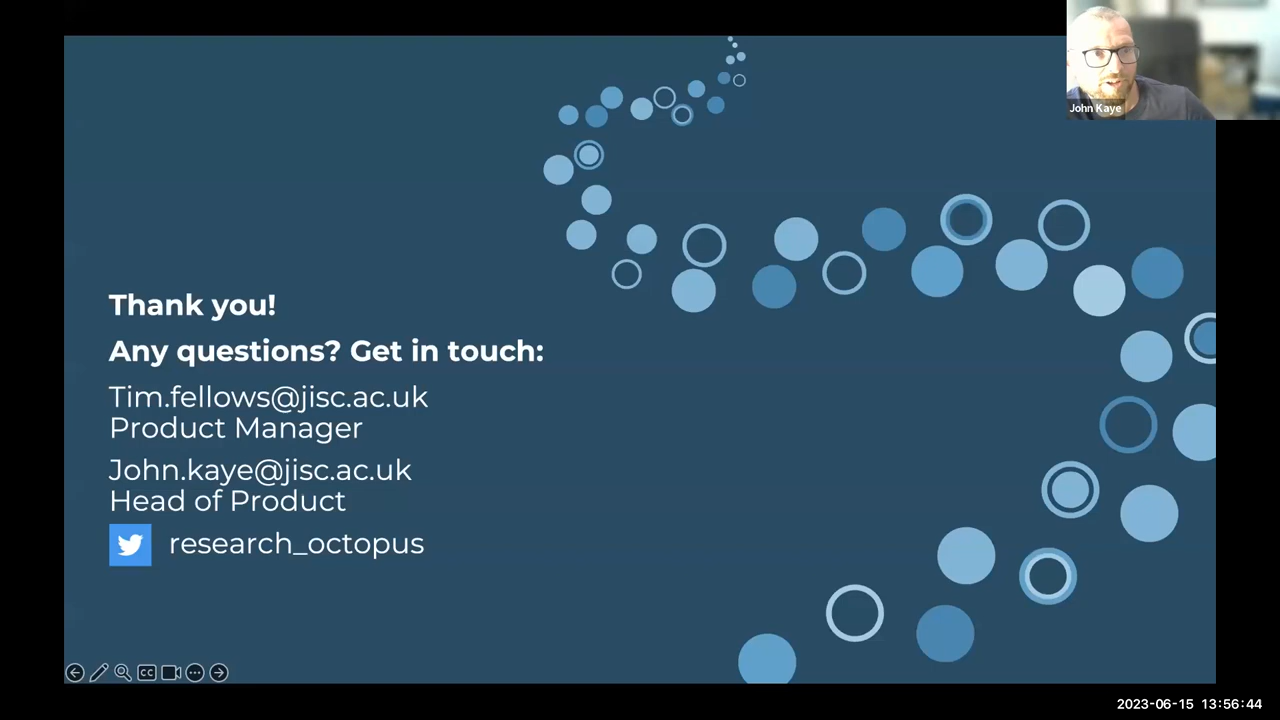 John Kaye
Thank you!
Any questions? Get in touch:
Tim.fellows@jisc.ac.uk
Product Manager
John.kaye@jisc.ac.uk
Head of Product
research_octopus
CC
2023-06-15 13:56:44